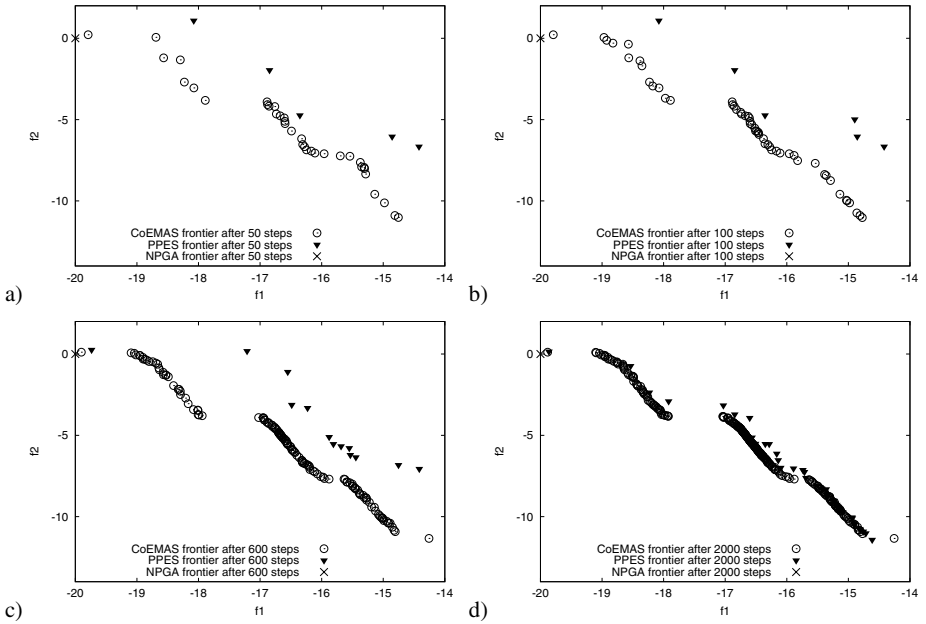 0
-5
-10
f2
CoEMAS frontier after 50 steps
PPES frontier after 50 steps
NPGA frontier after 50 steps
-20 -19 -18 -17 -16 -15 -14
f1
a)
0
-5
-10
f2
CoEMAS frontier after 100 steps
PPES frontier after 100 steps
NPGA frontier after 100 steps
-20 -19 -18 -17 -16 -15 -14
f1
b)
0
-5
-10
f2
CoEMAS frontier after 600 steps
PPES frontier after 600 steps
NPGA frontier after 600 steps
-20 -19 -18 -17 -16 -15 -14
f1
c)
0
-5
-10
f2
CoEMAS frontier after 2000 steps
PPES frontier after 2000 steps
NPGA frontier after 2000 steps
-20 -19 -18 -17 -16 -15 -14
f1
d)